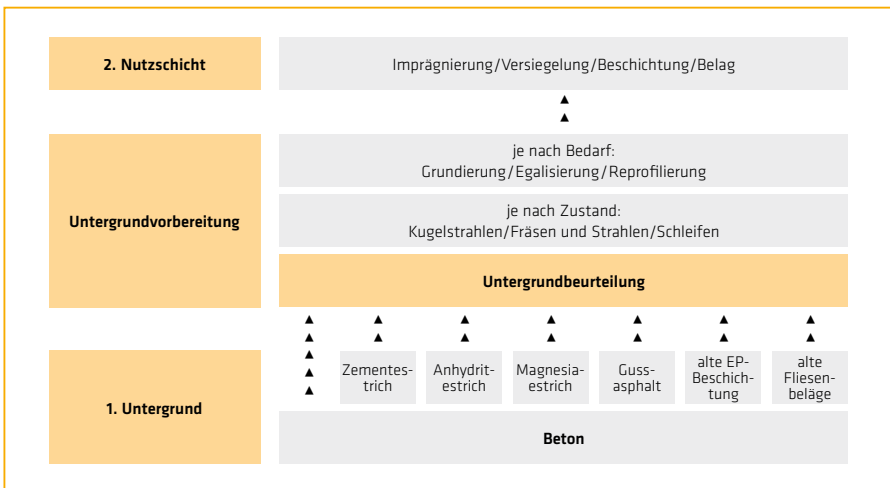 2. Nutzschicht
Imprägnierung/Versiegelung/Beschichtung/Belag
Untergrundvorbereitung
je nach Bedarf:
Grundierung/Egalisierung/Reprofilierung
je nach Zustand:
Kugelstrahlen/Fräsen und Strahlen/Schleifen
Untergrundbeurteilung
1. Untergrund
Zementes-
trich
Anhydrit-
estrich
Magnesia-
estrich
Guss-
asphalt
alte EP-
Beschich-
tung
alte
Fliesen-
beläge
Beton